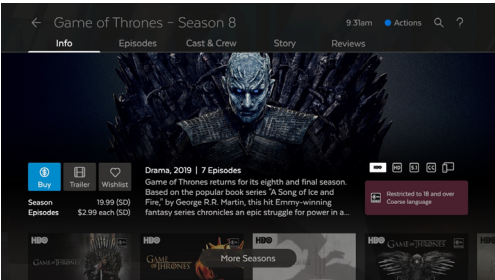 ← Game of Thrones – Season 8
9:31am
Actions
?
Info
Episodes
Cast & Crew
Story
Reviews
Buy
Trailer
Wishlist
Season 19.99 (SD)
Episodes $2.99 each (SD)
Drama, 2019 | 7 Episodes
Game of Thrones returns for its eighth and final season.
Based on the popular book series "A Song of Ice and
Fire," by George R.R. Martin, this hit Emmy-winning
fantasy series chronicles an epic struggle for power in a...
HD
5.1
CC
Restricted to 18 and over
Coarse language
HBO
GAME OF THRONES
HBO
GAME OF THRONES
More Seasons
HBO
HBO
GAME OF THRONES